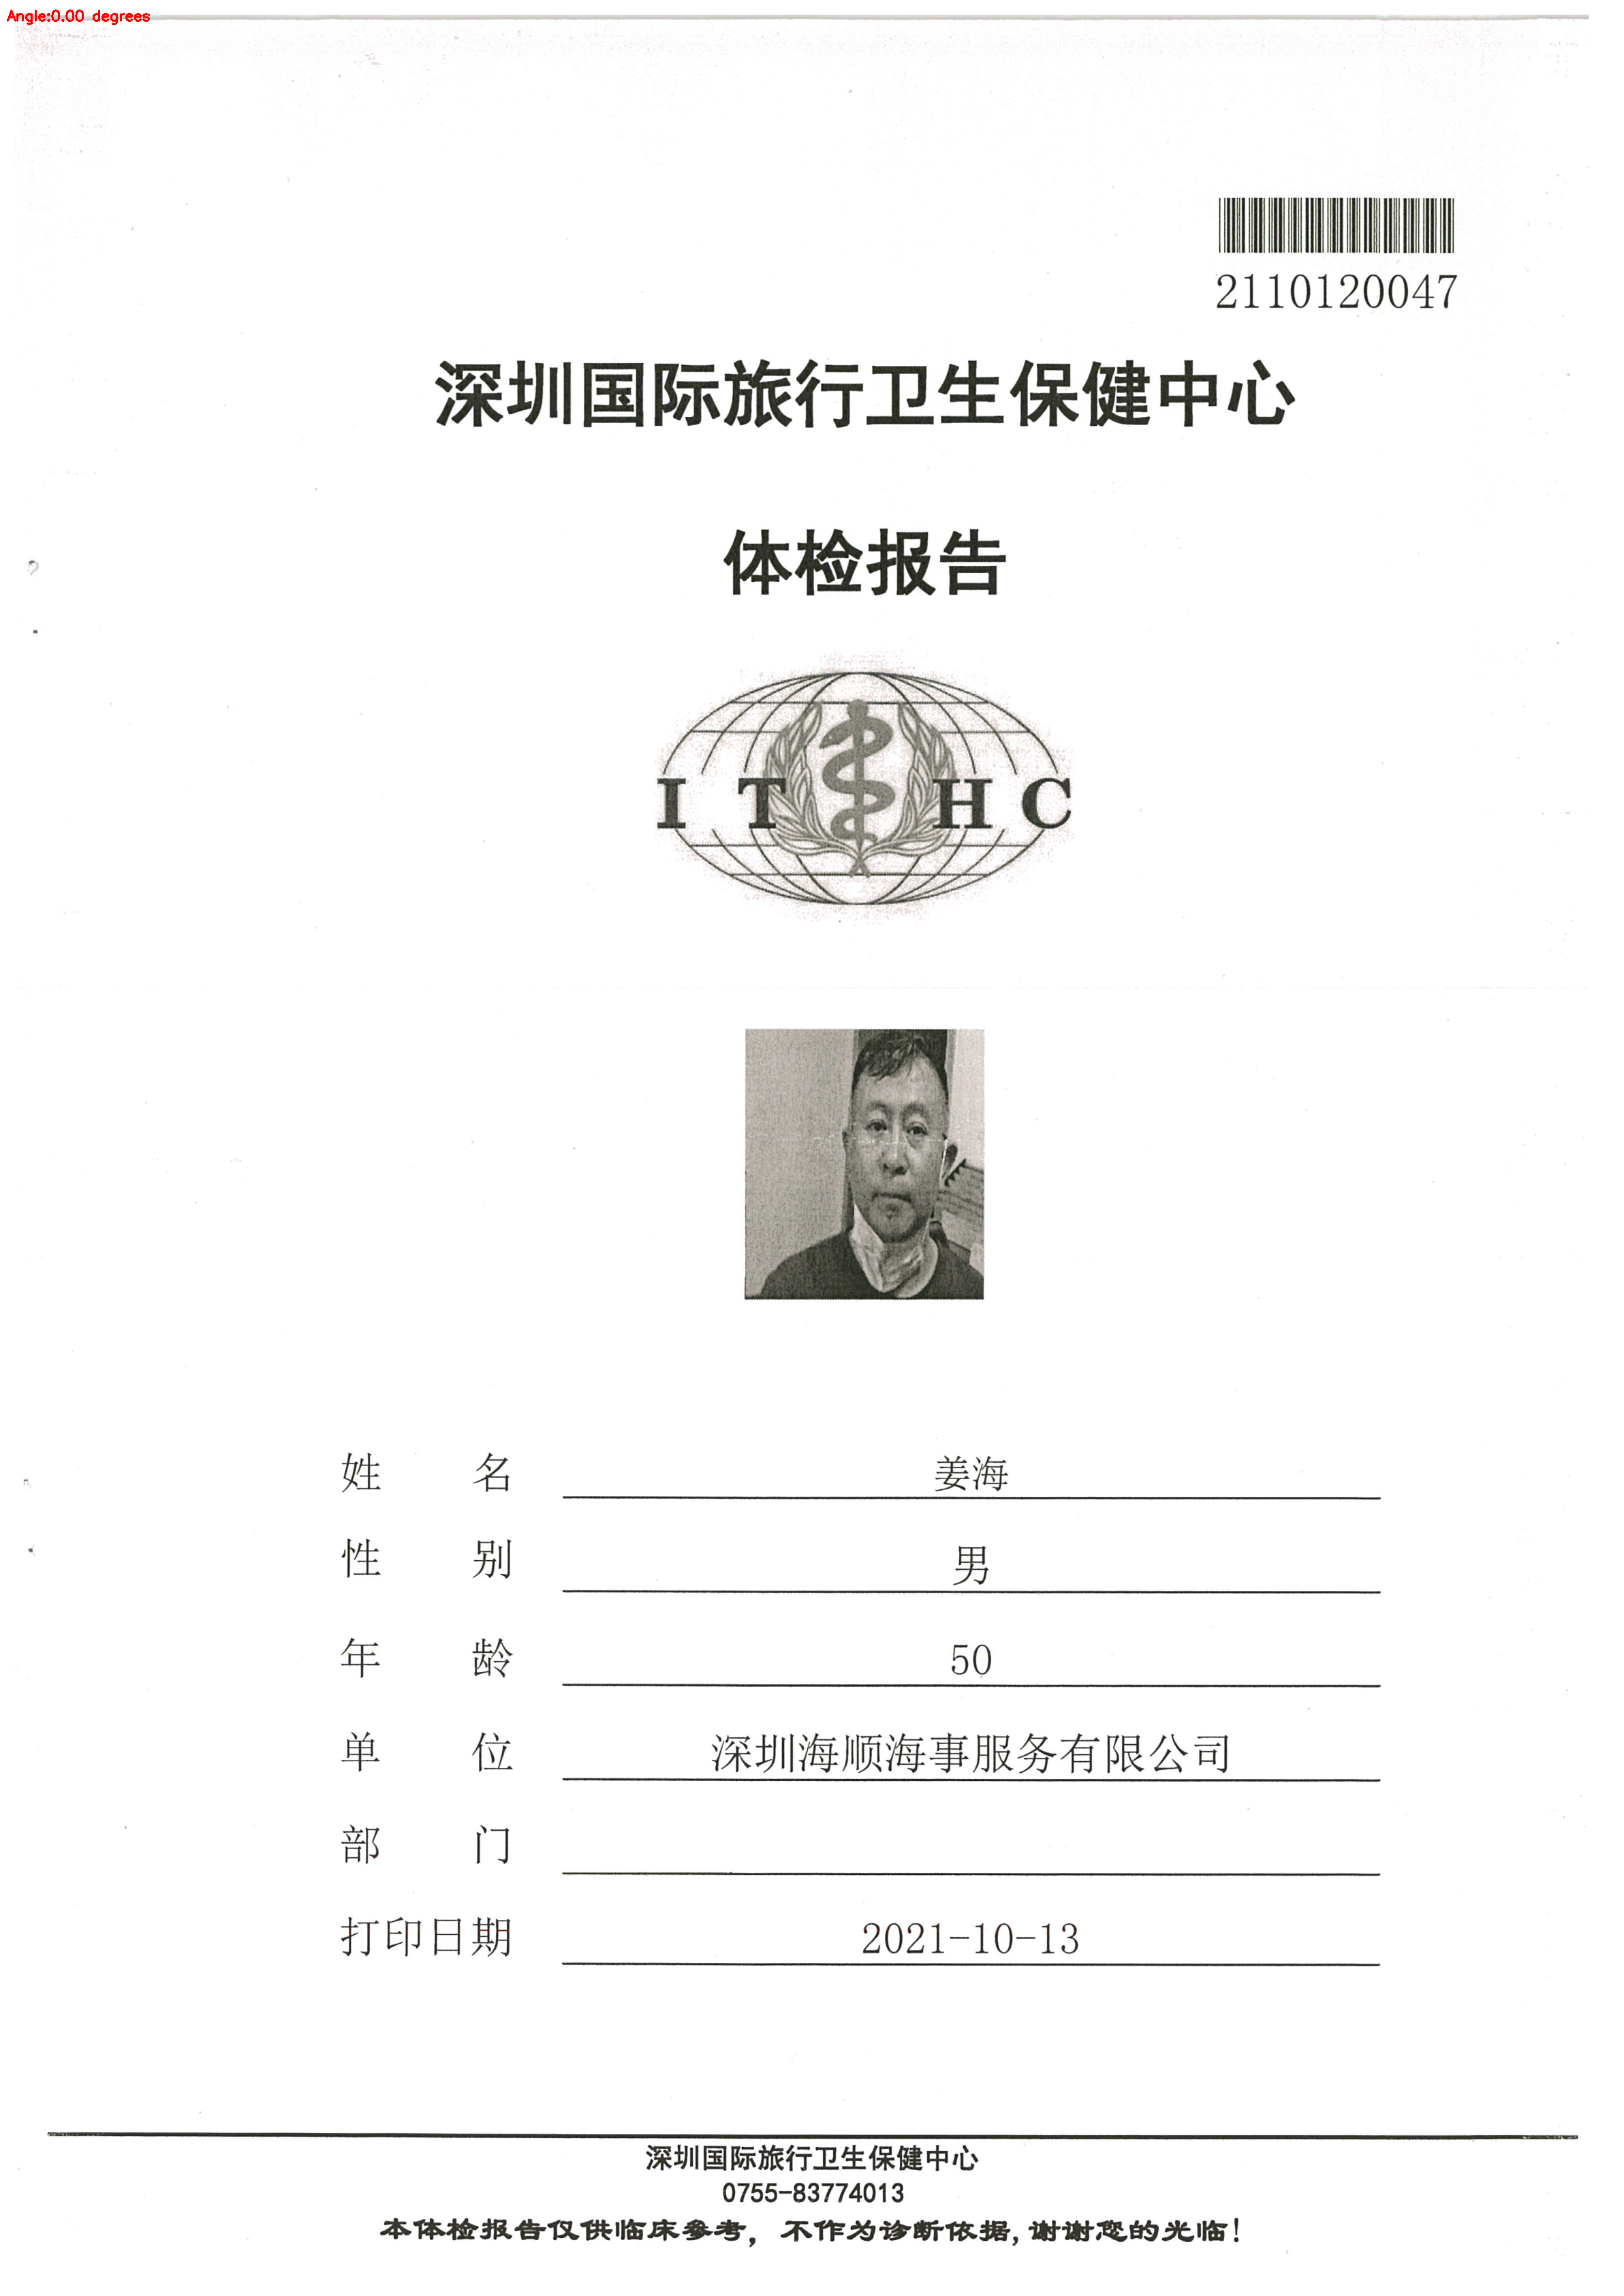 Angle:0.00 degrees
2110120047
深圳国际旅行卫生保健中心
体检报告
I T H C
姓 名 姜海
性 别 男
年 龄 50
单 位 深圳海顺海事服务有限公司
部 门
打印日期 2021-10-13
深圳国际旅行卫生保健中心
0755-83774013
本体检报告仅供临床参考，不作为诊断依据,谢谢您的光临!